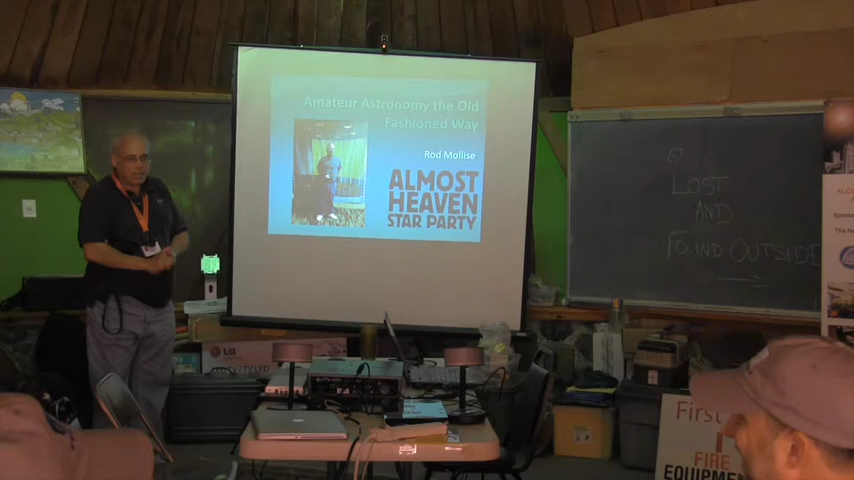 Amateur Astronomy the Old
Fashioned Way
Rod Mollise
ALMOST
HEAVEN
STAR PARTY
LOST
AND
FOUND OUTSIDE
LG
First
FIRE
EQUIPMEN